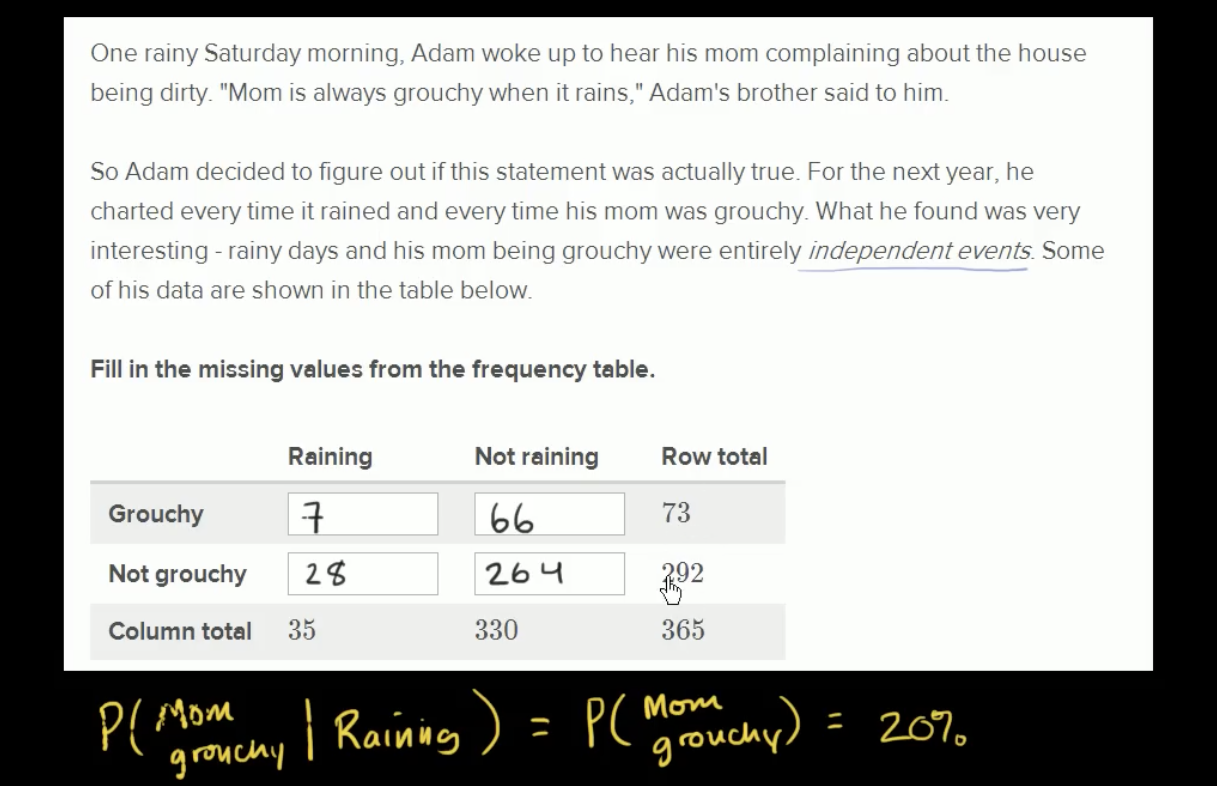 One rainy Saturday morning, Adam woke up to hear his mom complaining about the house
being dirty. "Mom is always grouchy when it rains," Adam's brother said to him.
So Adam decided to figure out if this statement was actually true. For the next year, he
charted every time it rained and every time his mom was grouchy. What he found was very
interesting - rainy days and his mom being grouchy were entirely independent events. Some
of his data are shown in the table below.
Fill in the missing values from the frequency table.
Raining Not raining Row total
Grouchy 7 66 73
Not grouchy 28 264 292
Column total 35 330 365
P( Mom grouchy | Raining ) = P( Mom grouchy ) = 20%